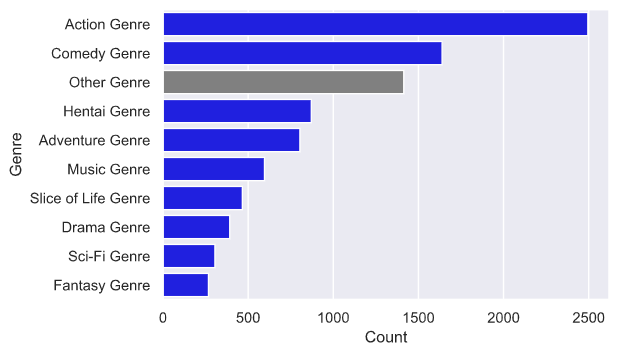 Action Genre
Comedy Genre
Other Genre
Hentai Genre
Adventure Genre
Music Genre
Slice of Life Genre
Drama Genre
Sci-Fi Genre
Fantasy Genre
Genre
0 500 1000 1500 2000 2500
Count